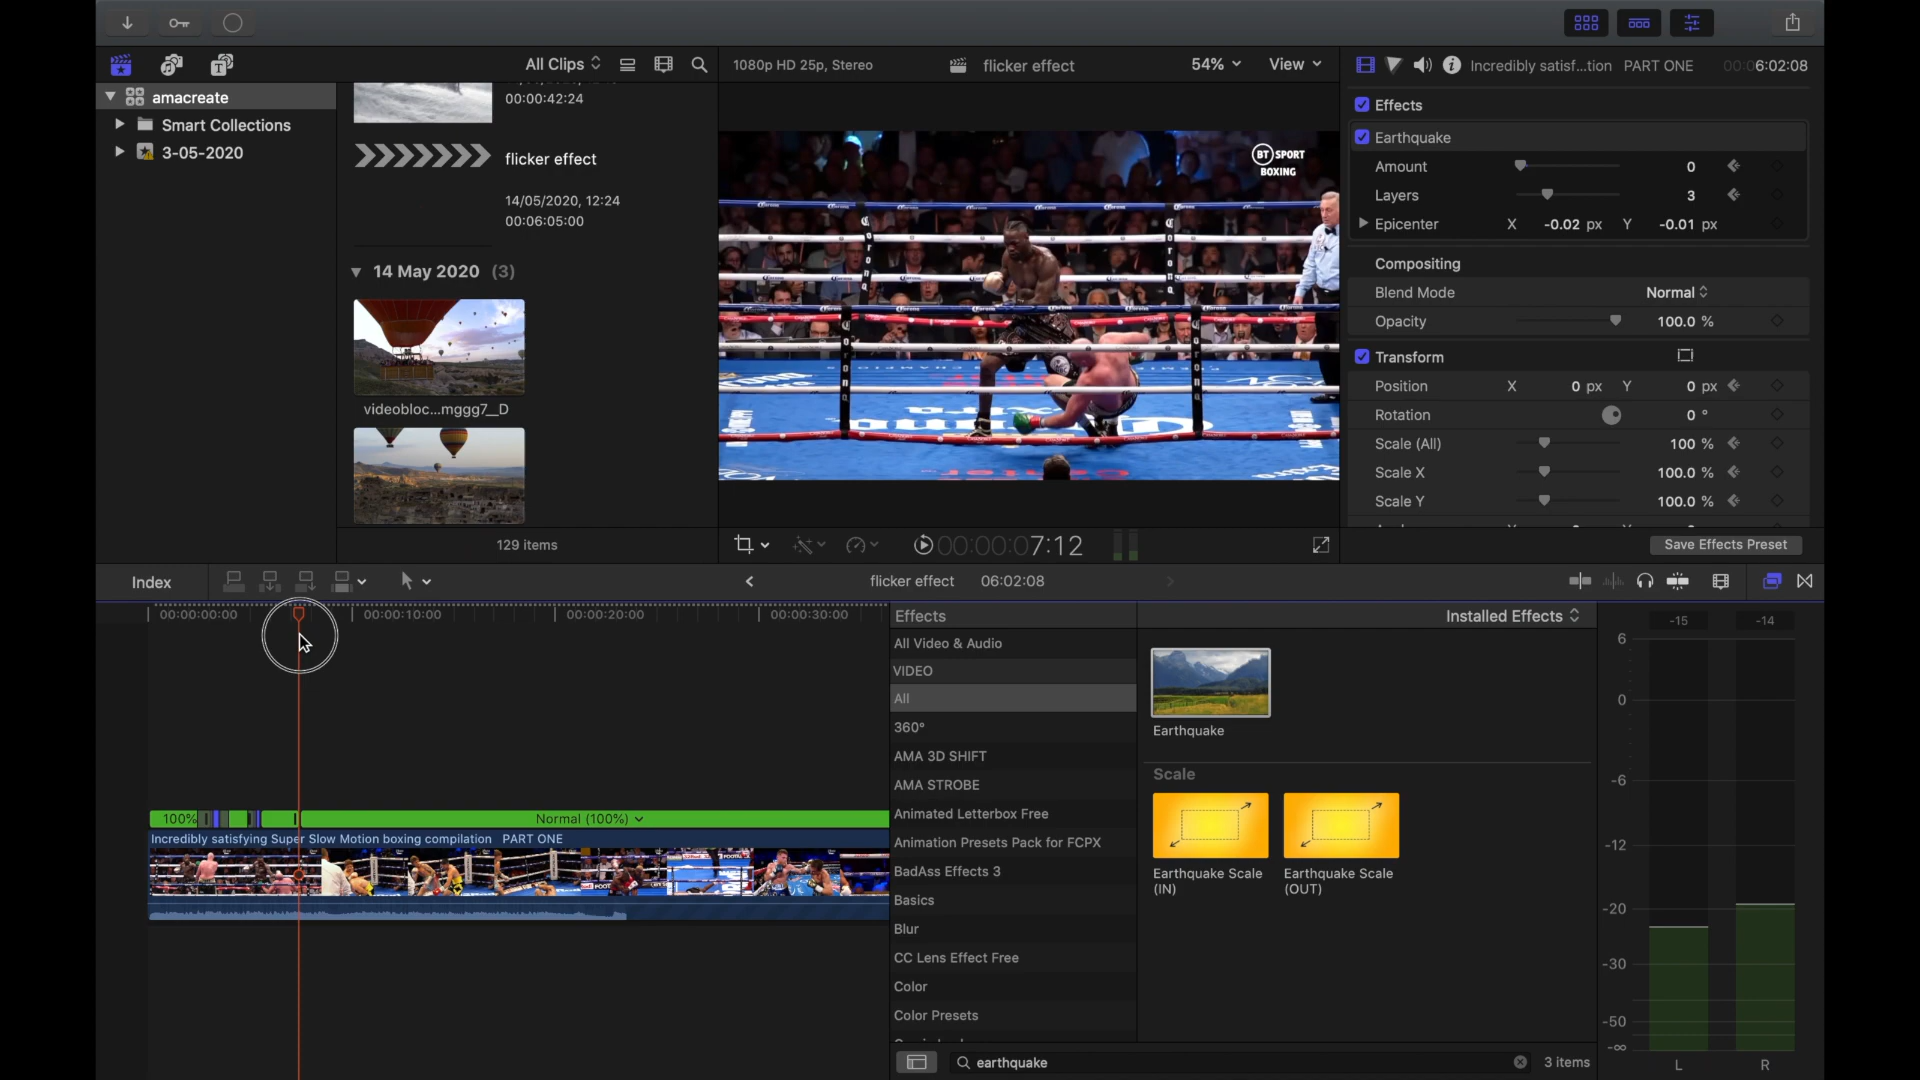 All Clips
1080p HD 25p, Stereo
flicker effect
54%
View
Incredibly satisf...tion PART ONE
00:06:02:08
amacreate
Smart Collections
3-05-2020
00:00:42:24
flicker effect
14/05/2020, 12:24
00:06:05:00
14 May 2020 (3)
videobloc...mggg7__D
129 items
BT SPORT
BOXING
00:00:07:12
Effects
Earthquake
Amount 0
Layers 3
Epicenter X -0.02 px Y -0.01 px
Compositing
Blend Mode Normal
Opacity 100.0 %
Transform
Position X 0 px Y 0 px
Rotation 0 °
Scale (All) 100 %
Scale X 100.0 %
Scale Y 100.0 %
Save Effects Preset
Index
flicker effect 06:02:08
00:00:00:00
00:00:10:00
00:00:20:00
00:00:30:00
100%
Normal (100%)
Incredibly satisfying Super Slow Motion boxing compilation PART ONE
Effects
All Video & Audio
VIDEO
All
360°
AMA 3D SHIFT
AMA STROBE
Animated Letterbox Free
Animation Presets Pack for FCPX
BadAss Effects 3
Basics
Blur
CC Lens Effect Free
Color
Color Presets
Installed Effects
Earthquake
Scale
Earthquake Scale
(IN)
Earthquake Scale
(OUT)
earthquake
3 items
-15 -14
6
0
-6
-12
-20
-30
-50
-∞
L R